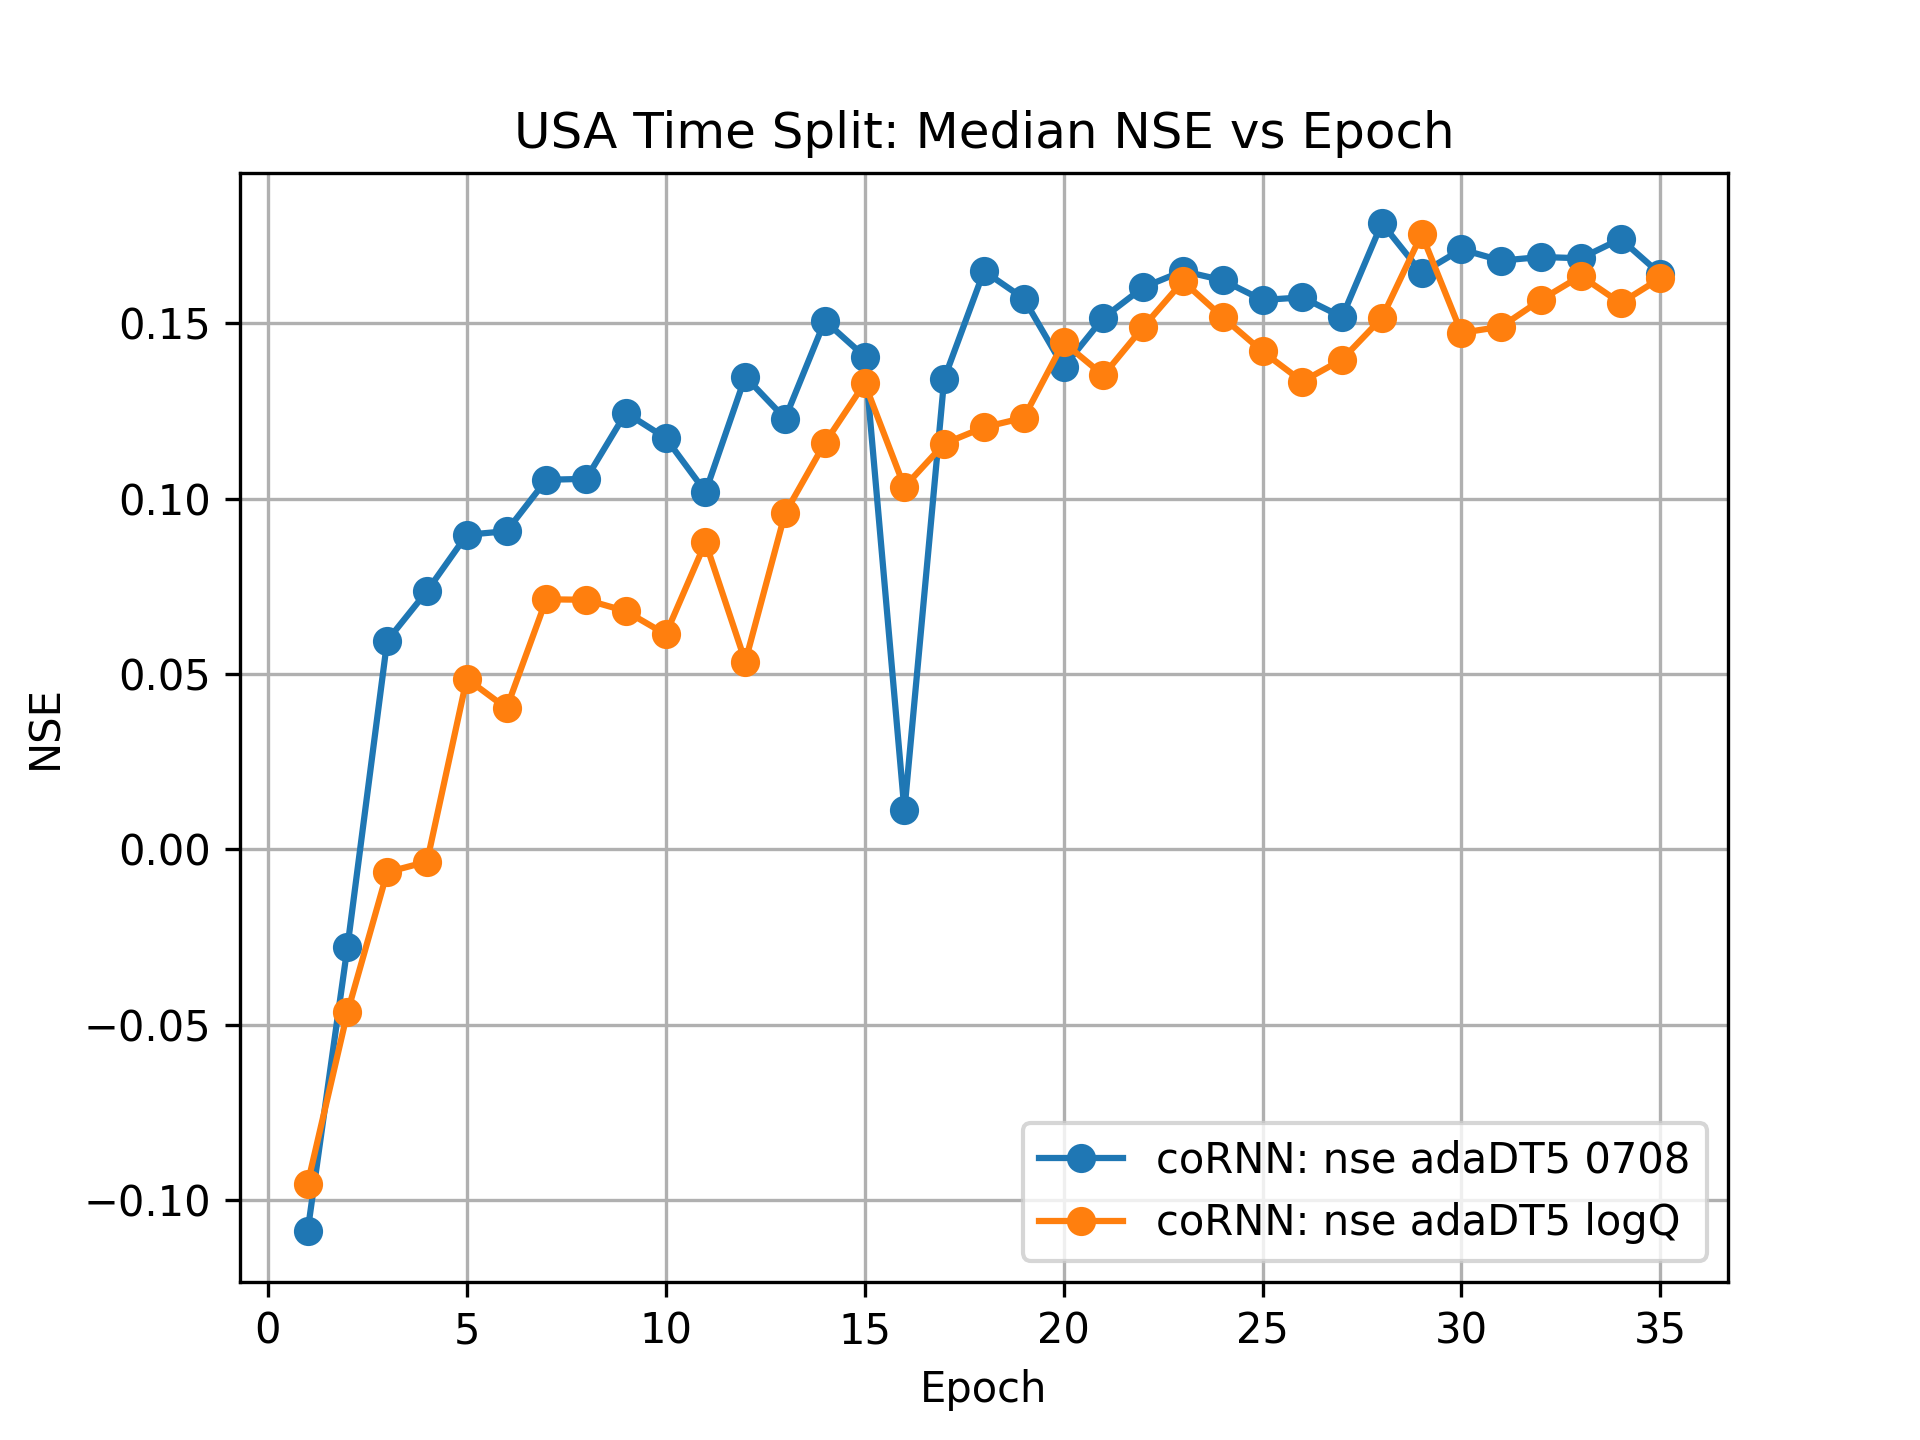 USA Time Split: Median NSE vs Epoch
NSE
0.15
0.10
0.05
0.00
−0.05
−0.10
0 5 10 15 20 25 30 35
Epoch
coRNN: nse adaDT5 0708
coRNN: nse adaDT5 logQ